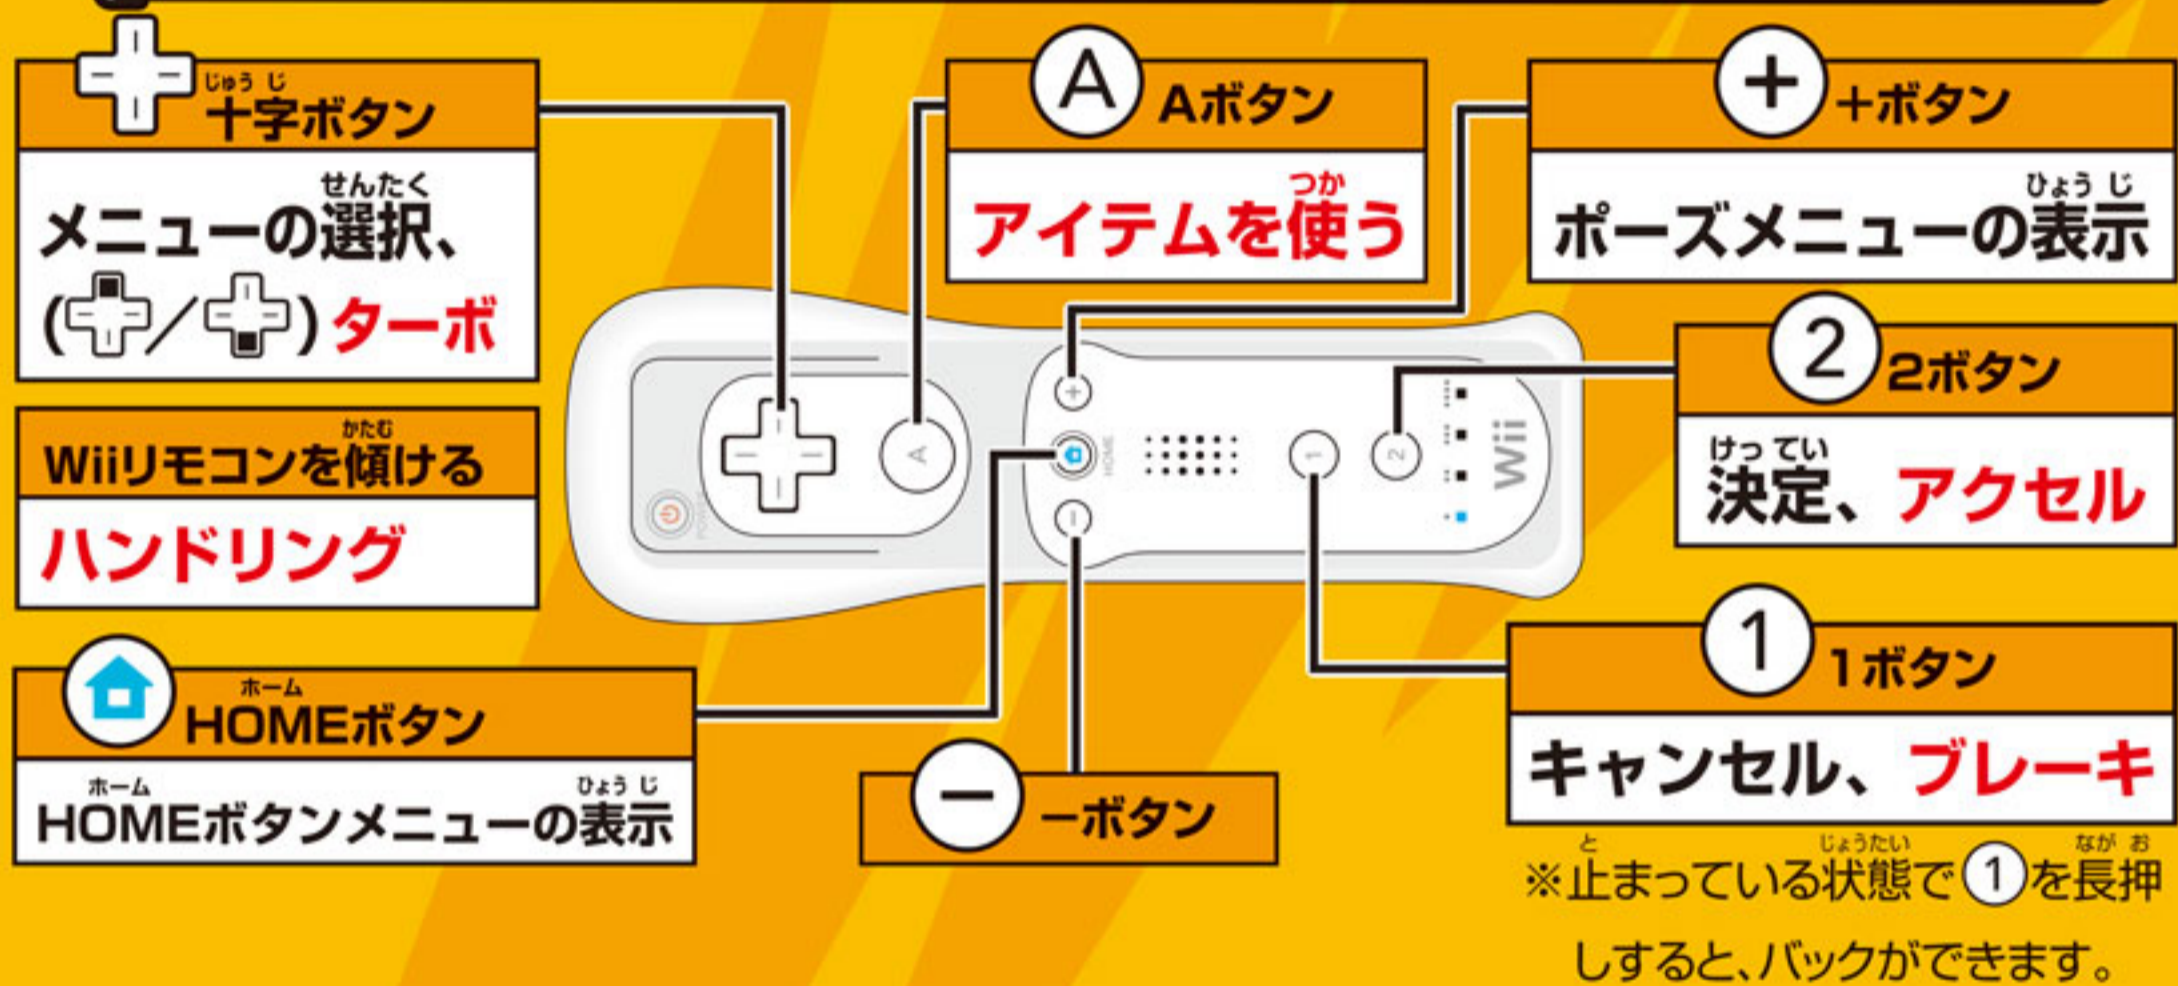 じゅう じ
十字ボタン
せんたく
メニューの選択、
( / ) ターボ
かたむ
Wiiリモコンを傾ける
ハンドリング
ホーム
HOMEボタン
ホーム ひょう じ
HOMEボタンメニューの表示
A Aボタン
つか
アイテムを使う
+ +ボタン
ひょう じ
ポーズメニューの表示
2 2ボタン
けっ てい
決定、アクセル
1 1ボタン
キャンセル、ブレーキ
と じょうたい なが お
※止まっている状態で①を長押
しすると、バックができます。
− −ボタン
POWER
A
+
HOME
−
1
2
Wii